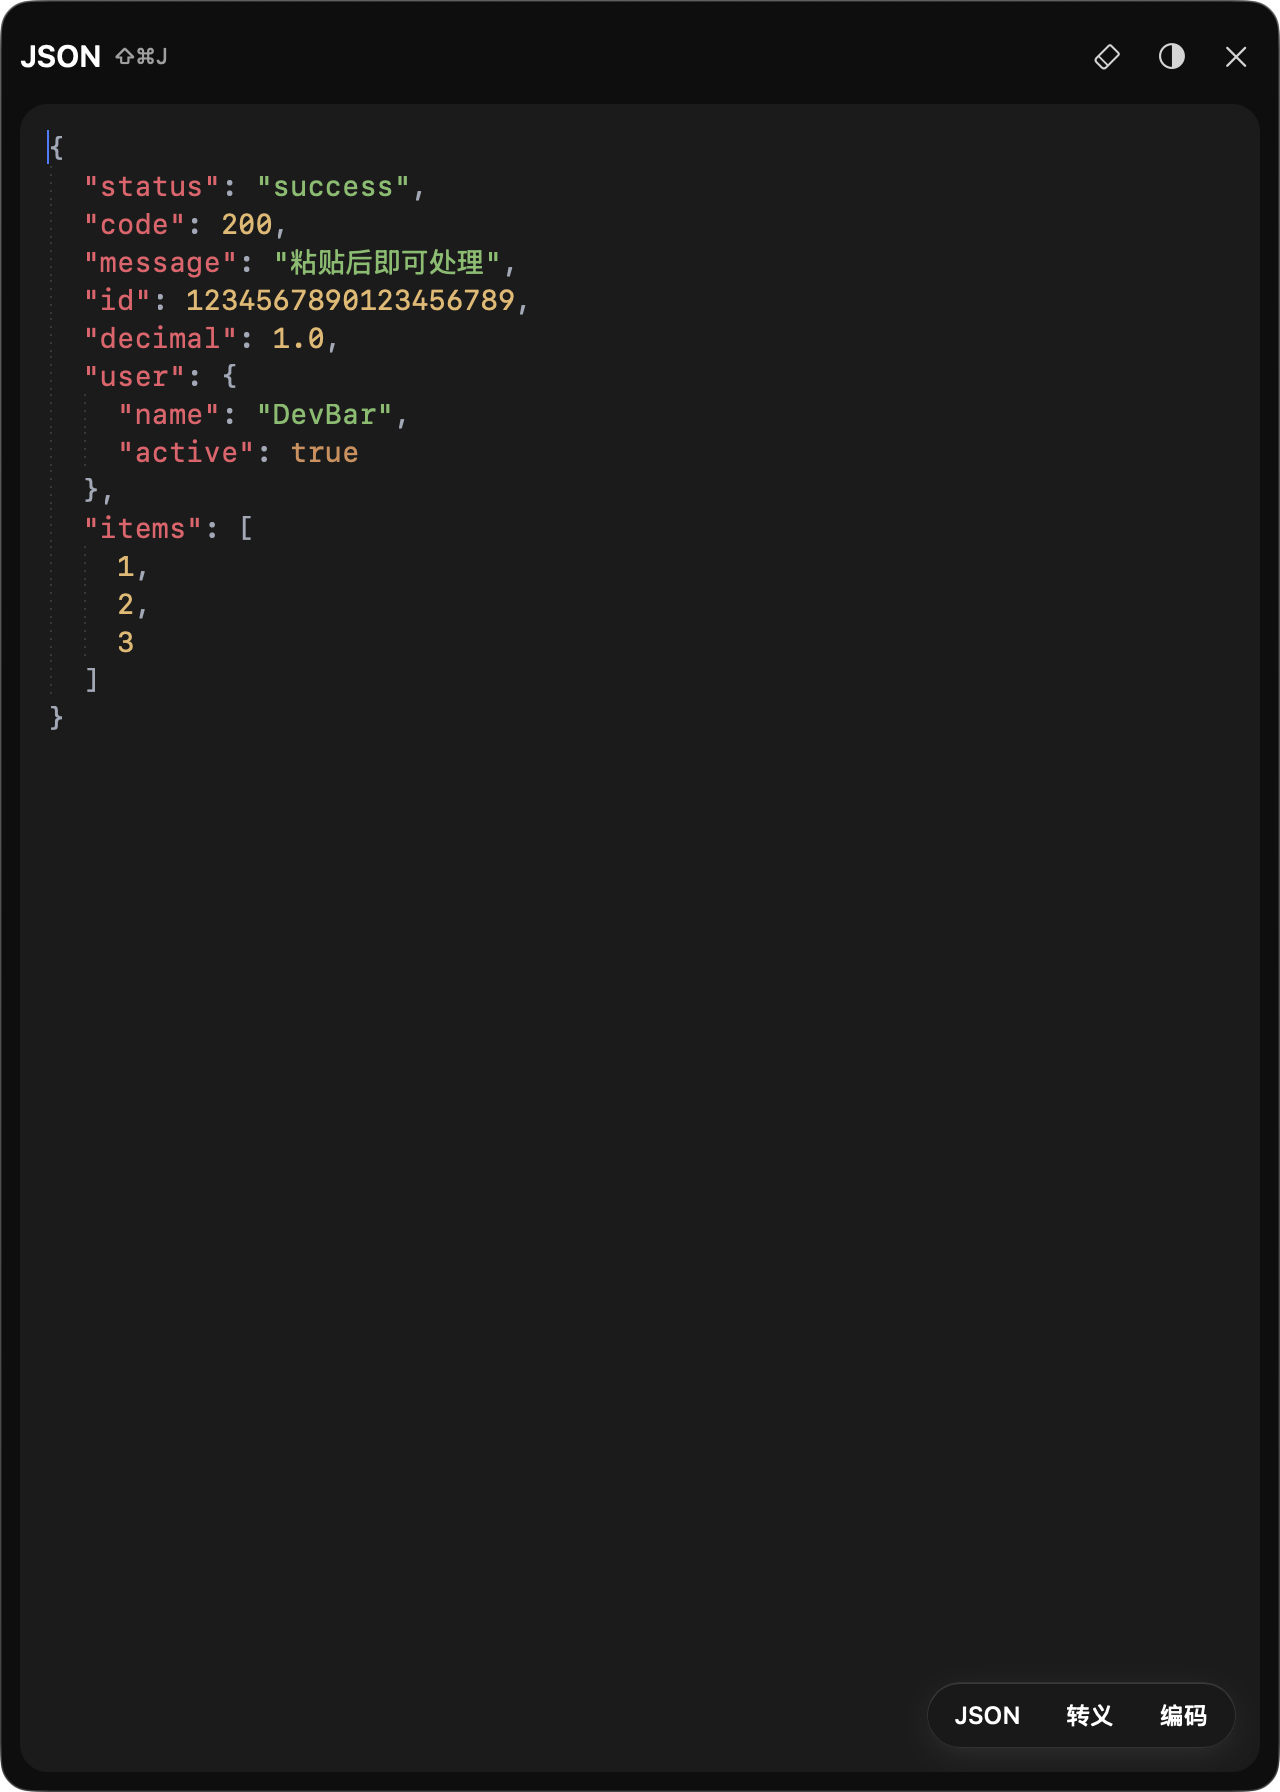 JSON ⇧⌘J
{
  "status": "success",
  "code": 200,
  "message": "粘贴后即可处理",
  "id": 1234567890123456789,
  "decimal": 1.0,
  "user": {
    "name": "DevBar",
    "active": true
  },
  "items": [
    1,
    2,
    3
  ]
}
JSON 转义 编码